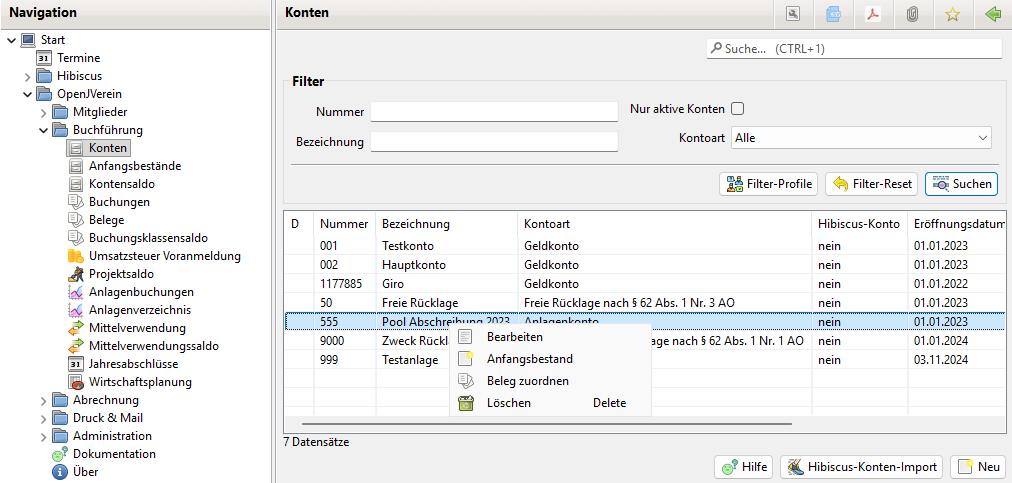 Navigation
Start
31 Termine
Hibiscus
OpenJVerein
Mitglieder
Buchführung
Konten
Anfangsbestände
Kontensaldo
Buchungen
Belege
Buchungsklassensaldo
Umsatzsteuer Voranmeldung
Projektsaldo
Anlagenbuchungen
Anlagenverzeichnis
Mittelverwendung
Mittelverwendungssaldo
31 Jahresabschlüsse
Wirtschaftsplanung
Abrechnung
Druck & Mail
Administration
Dokumentation
Über
Konten
Suche... (CTRL+1)
Filter
Nummer
Nur aktive Konten
Bezeichnung
Kontoart Alle
Filter-Profile Filter-Reset Suchen
D Nummer Bezeichnung Kontoart Hibiscus-Konto Eröffnungsdatum
001 Testkonto Geldkonto nein 01.01.2023
002 Hauptkonto Geldkonto nein 01.01.2023
1177885 Giro Geldkonto nein 01.01.2022
50 Freie Rücklage Freie Rücklage nach § 62 Abs. 1 Nr. 3 AO nein 01.01.2023
555 Pool Abschreibung 2023 Anlagenkonto nein 01.01.2023
9000 Zweck Rückl lage nach § 62 Abs. 1 Nr. 1 AO nein 01.01.2024
999 Testanlage nein 03.11.2024
Bearbeiten
Anfangsbestand
Beleg zuordnen
Löschen Delete
7 Datensätze
Hilfe Hibiscus-Konten-Import Neu